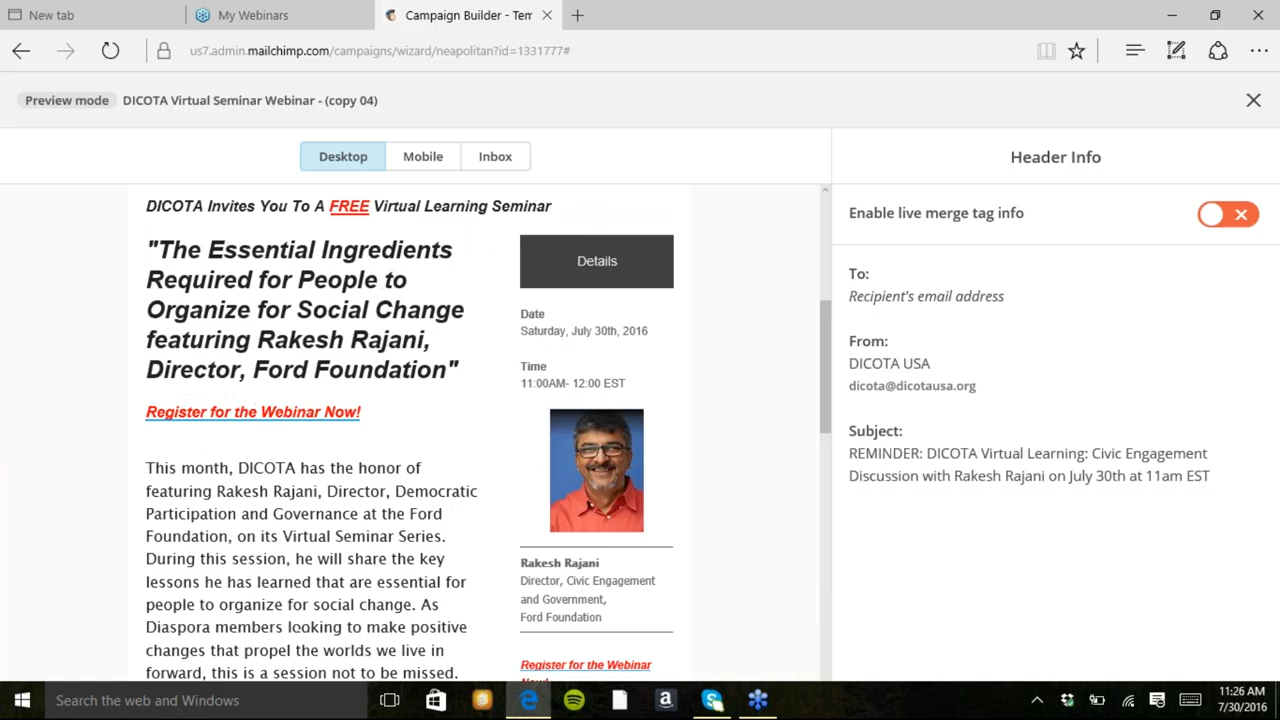 New tab
My Webinars
Campaign Builder - Tem
us7.admin.mailchimp.com/campaigns/wizard/neapolitan?id=1331777#
Preview mode DICOTA Virtual Seminar Webinar - (copy 04)
Desktop
Mobile
Inbox
Header Info
DICOTA Invites You To A FREE Virtual Learning Seminar
"The Essential Ingredients
Required for People to
Organize for Social Change
featuring Rakesh Rajani,
Director, Ford Foundation"
Register for the Webinar Now!
This month, DICOTA has the honor of
featuring Rakesh Rajani, Director, Democratic
Participation and Governance at the Ford
Foundation, on its Virtual Seminar Series.
During this session, he will share the key
lessons he has learned that are essential for
people to organize for social change. As
Diaspora members looking to make positive
changes that propel the worlds we live in
forward, this is a session not to be missed.
Details
Date
Saturday, July 30th, 2016
Time
11:00AM- 12:00 EST
Rakesh Rajani
Director, Civic Engagement
and Government,
Ford Foundation
Register for the Webinar
Enable live merge tag info
To:
Recipient's email address
From:
DICOTA USA
dicota@dicotausa.org
Subject:
REMINDER: DICOTA Virtual Learning: Civic Engagement
Discussion with Rakesh Rajani on July 30th at 11am EST
Search the web and Windows
11:26 AM
7/30/2016